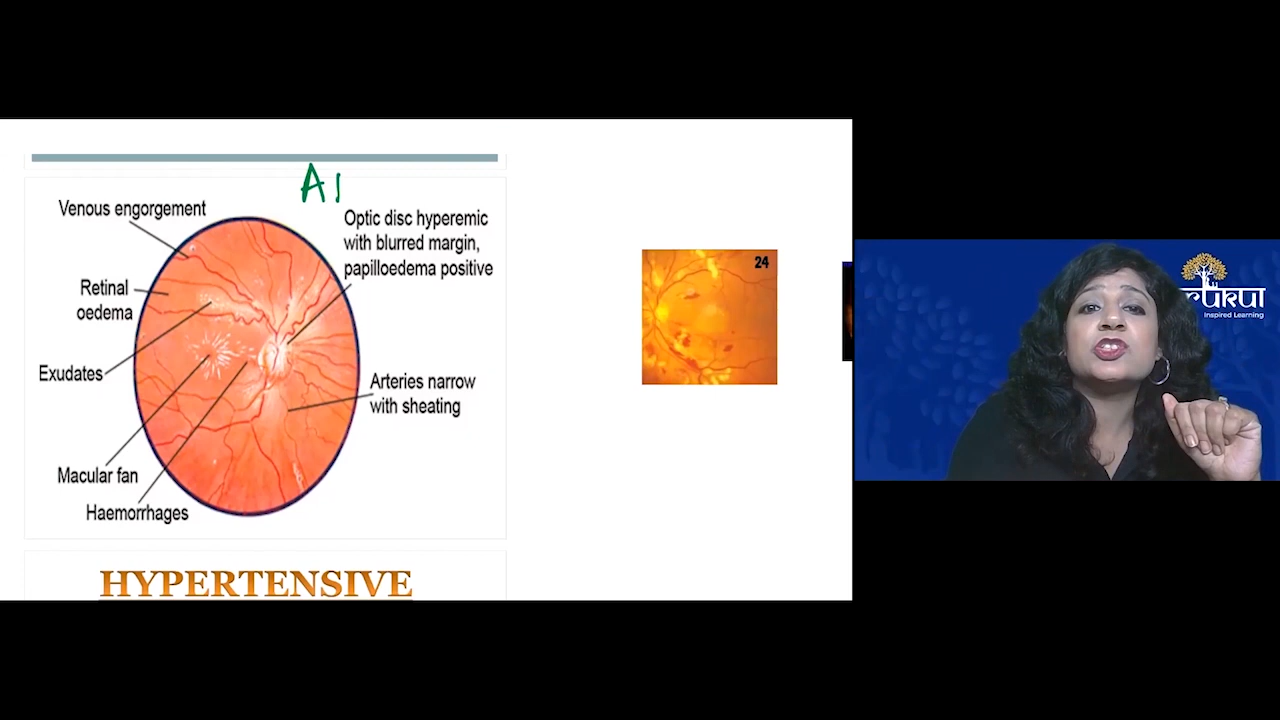 AI
Venous engorgement
Optic disc hyperemic
with blurred margin,
papilloedema positive
Retinal
oedema
Exudates
Arteries narrow
with sheating
Macular fan
Haemorrhages
HYPERTENSIVE
24
Inspired Learning